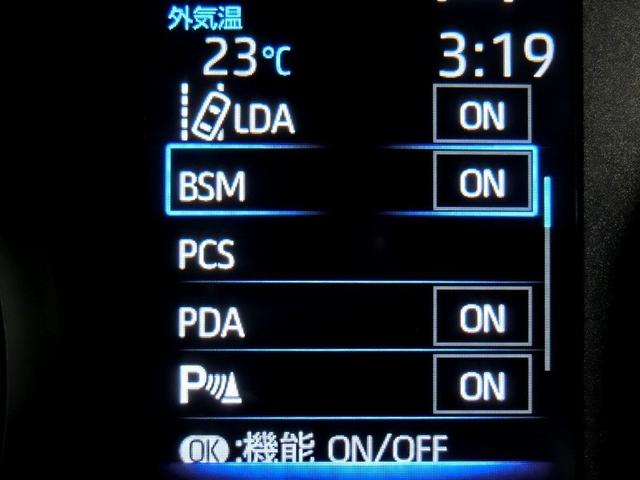 外気温
23℃ 3:19
LDA ON
BSM ON
PCS
PDA ON
P ON
OK:機能 ON/OFF